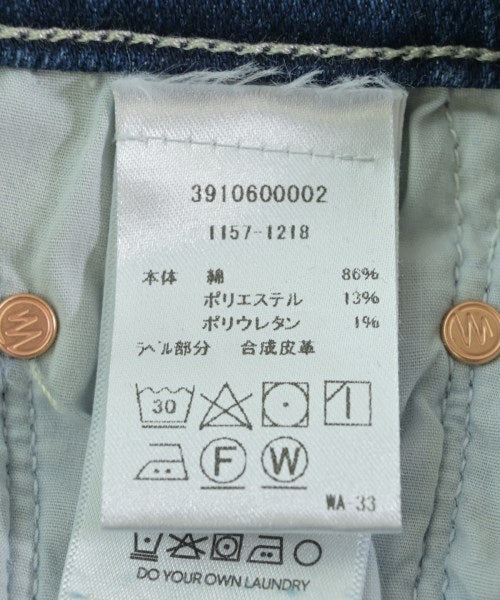 3910600002
1157-1218
本体 綿 86%
ポリエステル 13%
ポリウレタン 1%
ラベル部分 合成皮革
30
F W
WA-33
DO YOUR OWN LAUNDRY